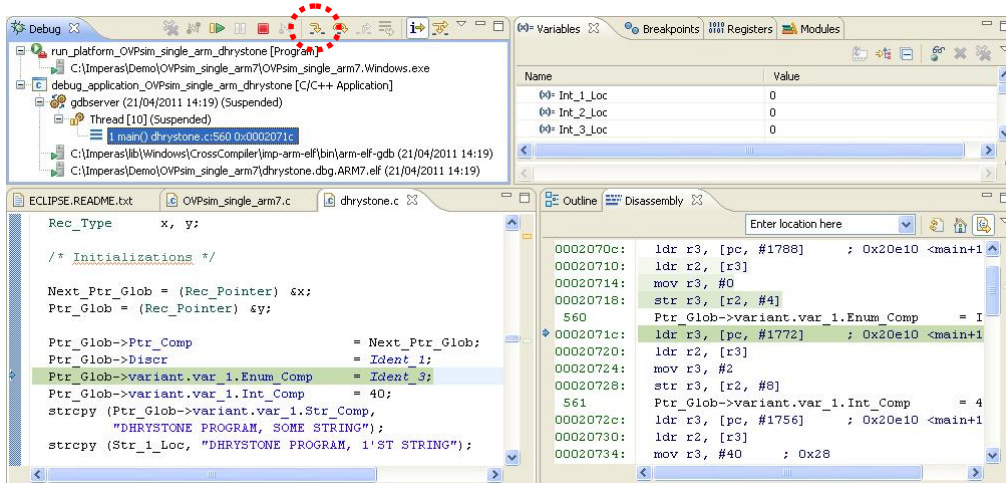 Debug
run_platform_OVPsim_single_arm_dhrystone [Program]
C:\Imperas\Demo\OVPsim_single_arm7\OVPsim_single_arm7.Windows.exe
debug_application_OVPsim_single_arm_dhrystone [C/C++ Application]
gdbserver (21/04/2011 14:19) (Suspended)
Thread [10] (Suspended)
1 main() dhrystone.c:560 0x0002071c
C:\Imperas\lib\Windows\CrossCompiler\imp-arm-elf\bin\arm-elf-gdb (21/04/2011 14:19)
C:\Imperas\Demo\OVPsim_single_arm7\dhrystone.dbg.ARM7.elf (21/04/2011 14:19)
(x)= Variables Breakpoints 1010 0101 Registers Modules
Name Value
(x)= Int_1_Loc 0
(x)= Int_2_Loc 0
(x)= Int_3_Loc 0
ECLIPSE.README.txt OVPsim_single_arm7.c dhrystone.c
Rec_Type x, y;
/* Initializations */
Next_Ptr_Glob = (Rec_Pointer) &x;
Ptr_Glob = (Rec_Pointer) &y;
Ptr_Glob->Ptr_Comp = Next_Ptr_Glob;
Ptr_Glob->Discr = Ident_1;
Ptr_Glob->variant.var_1.Enum_Comp = Ident_3;
Ptr_Glob->variant.var_1.Int_Comp = 40;
strcpy (Ptr_Glob->variant.var_1.Str_Comp,
"DHRYSTONE PROGRAM, SOME STRING");
strcpy (Str_1_Loc, "DHRYSTONE PROGRAM, 1'ST STRING");
Outline Disassembly
Enter location here
0002070c: ldr r3, [pc, #1788] ; 0x20e10 <main+1
00020710: ldr r2, [r3]
00020714: mov r3, #0
00020718: str r3, [r2, #4]
560 Ptr_Glob->variant.var_1.Enum_Comp = I
0002071c: ldr r3, [pc, #1772] ; 0x20e10 <main+1
00020720: ldr r2, [r3]
00020724: mov r3, #2
00020728: str r3, [r2, #8]
561 Ptr_Glob->variant.var_1.Int_Comp = 4
0002072c: ldr r3, [pc, #1756] ; 0x20e10 <main+1
00020730: ldr r2, [r3]
00020734: mov r3, #40 ; 0x28